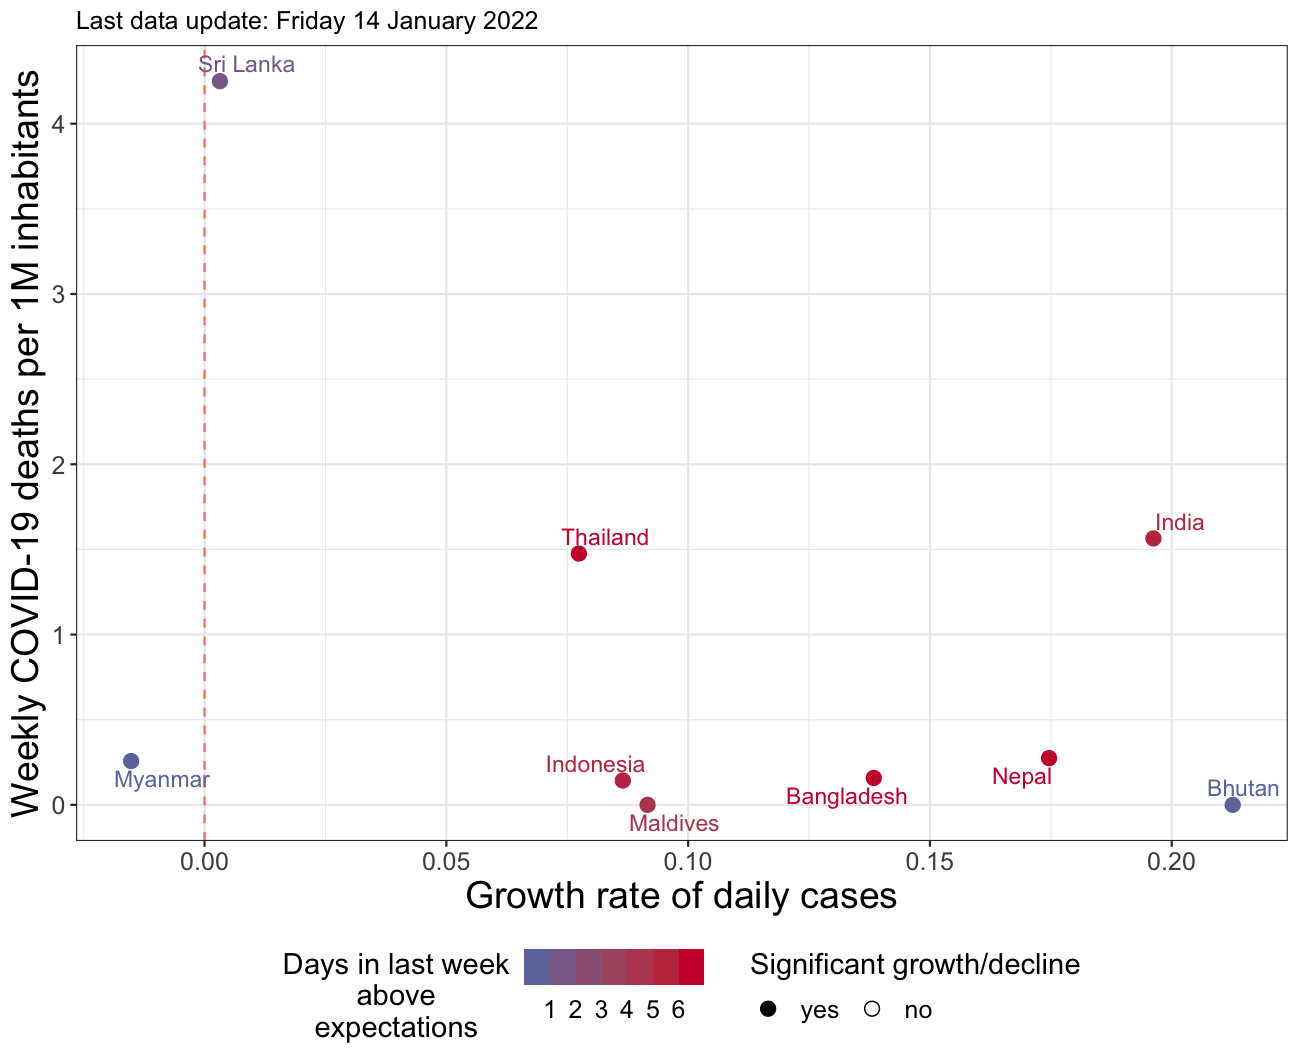 Last data update: Friday 14 January 2022
Weekly COVID-19 deaths per 1M inhabitants
4
3
2
1
0
Sri Lanka
Thailand
India
Myanmar
Indonesia
Maldives
Bangladesh
Nepal
Bhutan
0.00 0.05 0.10 0.15 0.20
Growth rate of daily cases
Days in last week
above
expectations
1 2 3 4 5 6
Significant growth/decline
yes no